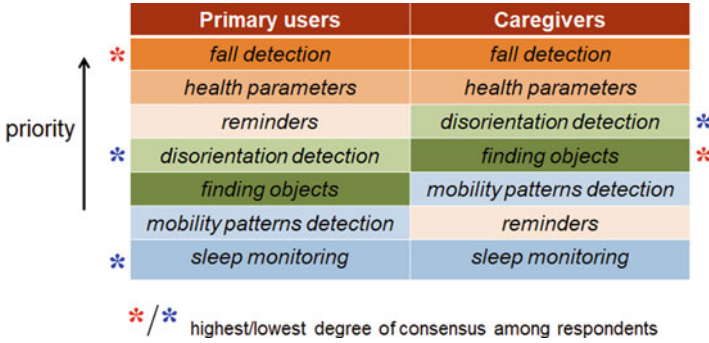 Primary users Caregivers
* fall detection fall detection
health parameters health parameters
reminders disorientation detection *
priority
* disorientation detection finding objects *
finding objects mobility patterns detection
mobility patterns detection reminders
* sleep monitoring sleep monitoring
*/* highest/lowest degree of consensus among respondents